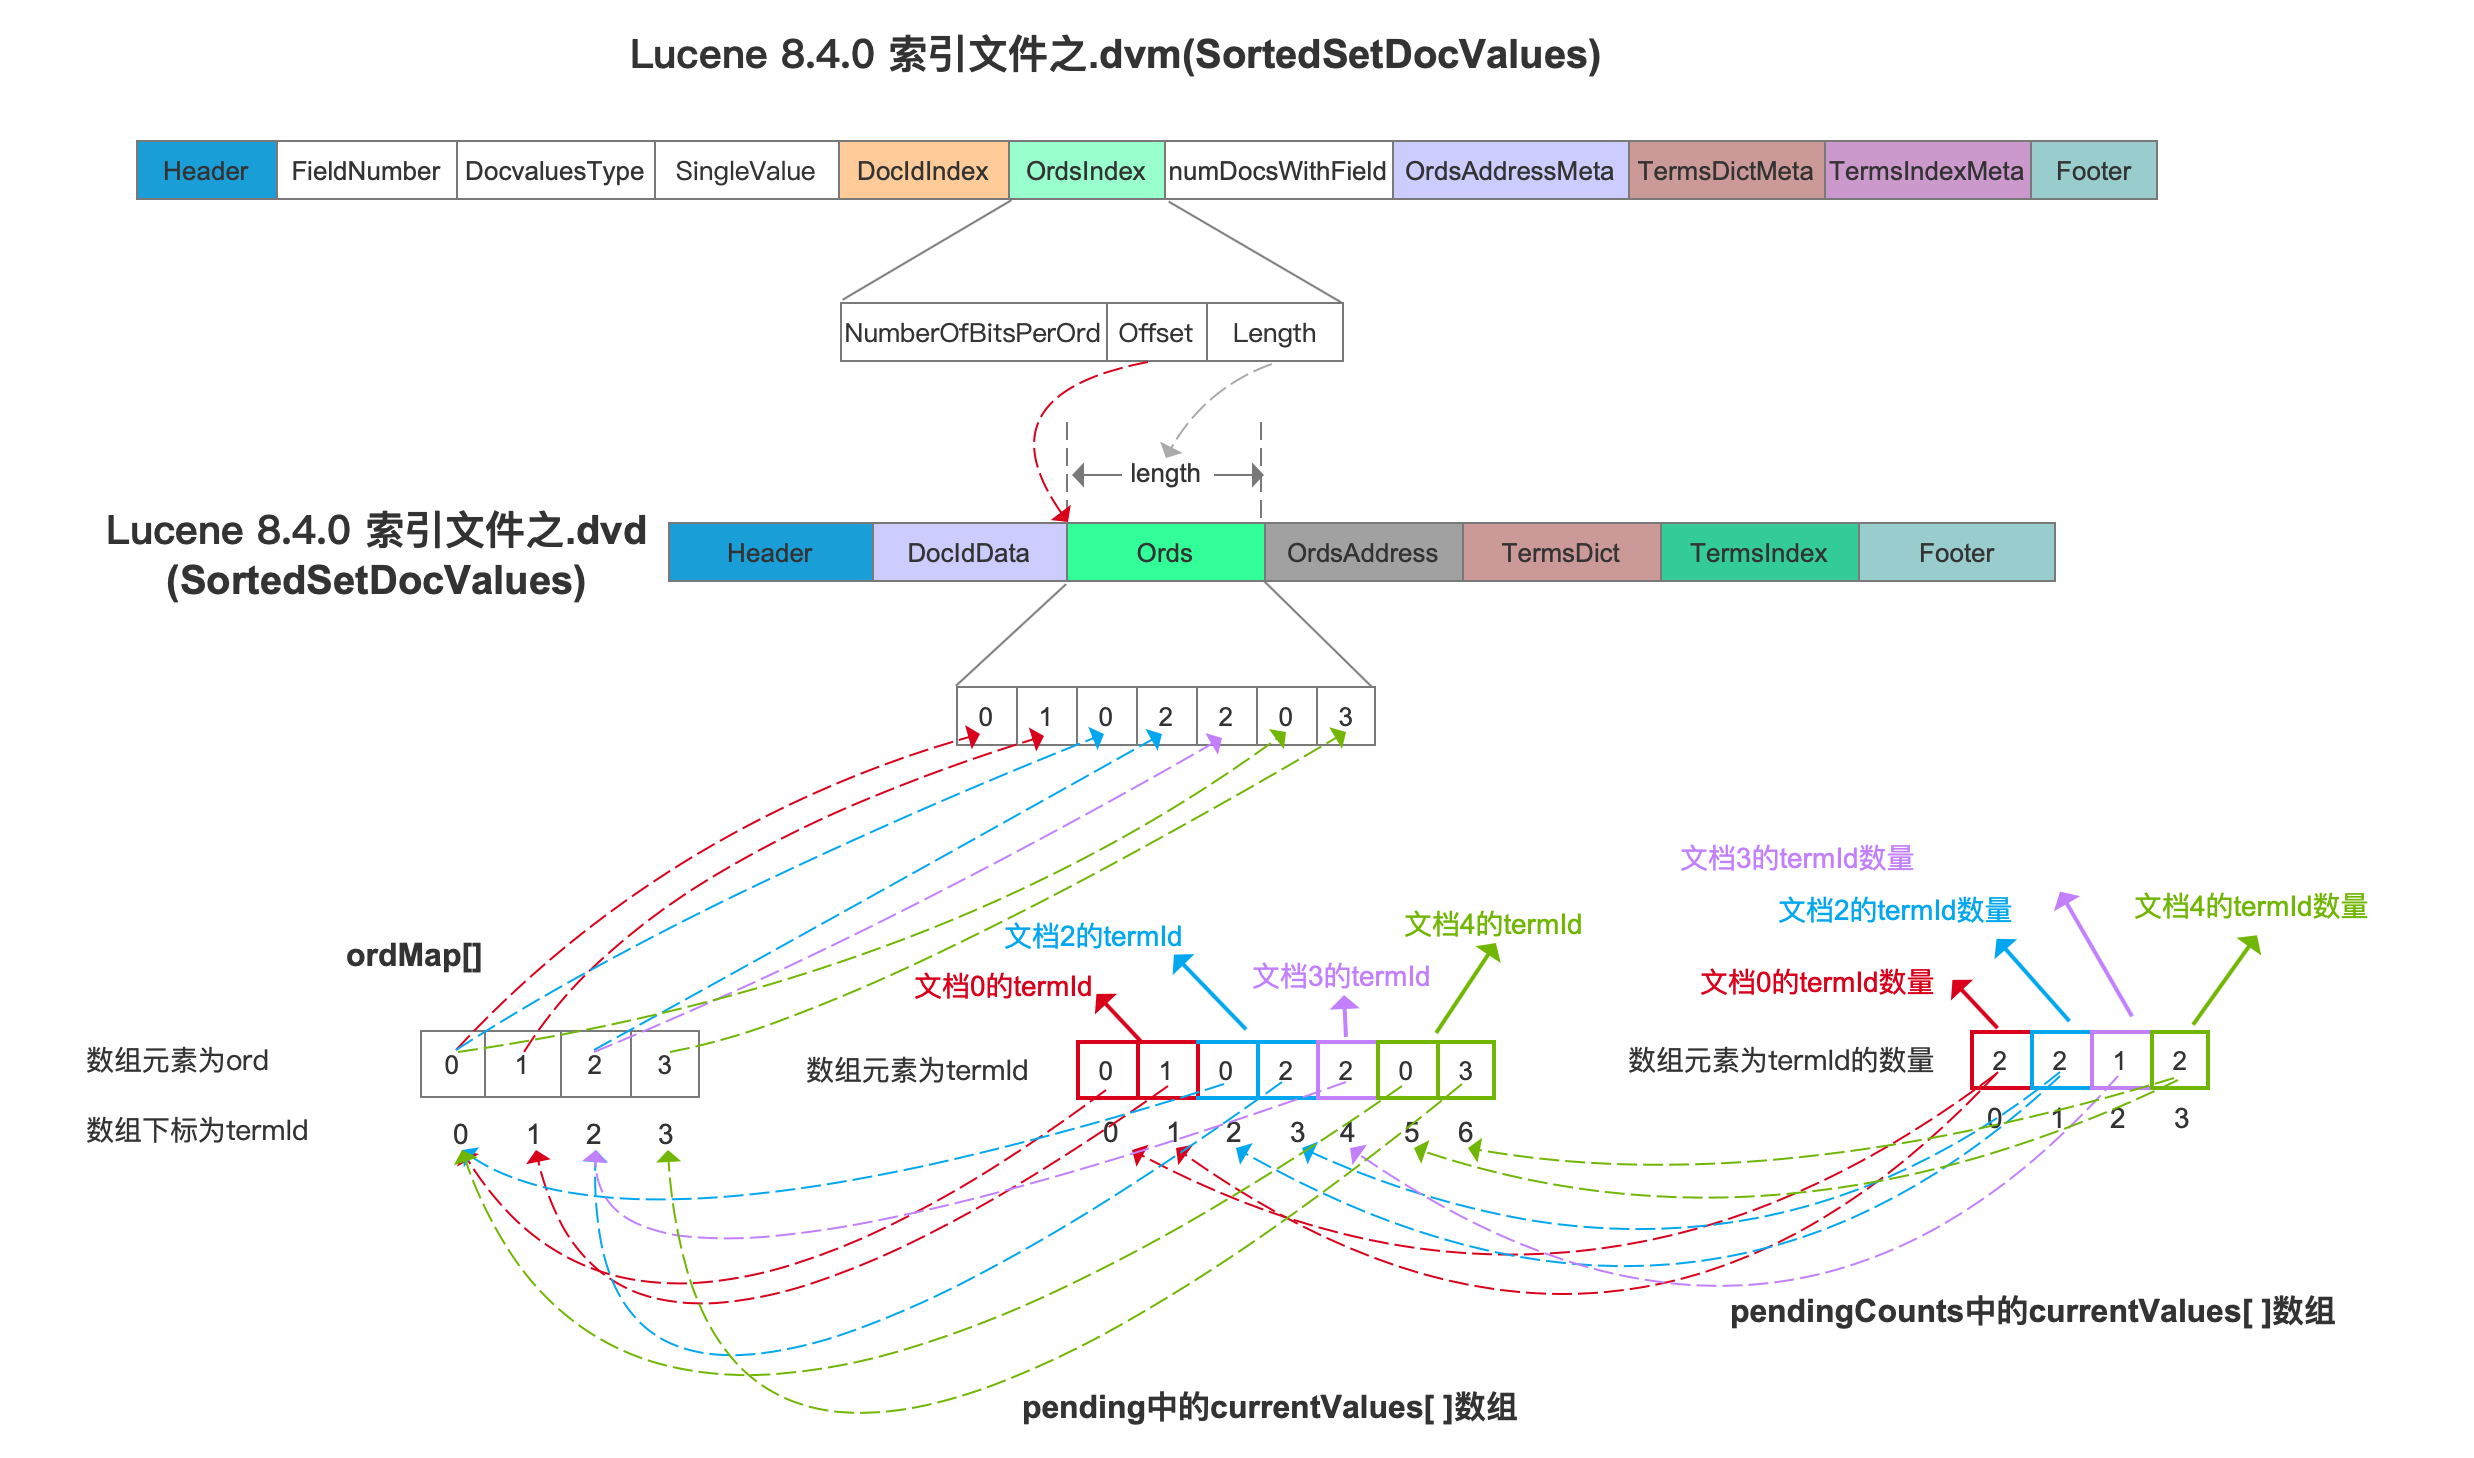 Lucene 8.4.0 索引文件之.dvm(SortedSetDocValues)
Header FieldNumber DocvaluesType SingleValue DocIdIndex OrdsIndex numDocsWithField OrdsAddressMeta TermsDictMeta TermsIndexMeta Footer
NumberOfBitsPerOrd Offset Length
length
Lucene 8.4.0 索引文件之.dvd
(SortedSetDocValues)
Header DocIdData Ords OrdsAddress TermsDict TermsIndex Footer
0 1 0 2 2 0 3
文档3的termId数量
文档2的termId数量
文档4的termId数量
文档0的termId数量
文档4的termId
文档2的termId
文档3的termId
文档0的termId
ordMap[]
数组元素为ord 0 1 2 3
数组下标为termId 0 1 2 3
数组元素为termId 0 1 0 2 2 0 3
0 1 2 3 4 5 6
数组元素为termId的数量 2 2 1 2
0 1 2 3
pendingCounts中的currentValues[ ]数组
pending中的currentValues[ ]数组